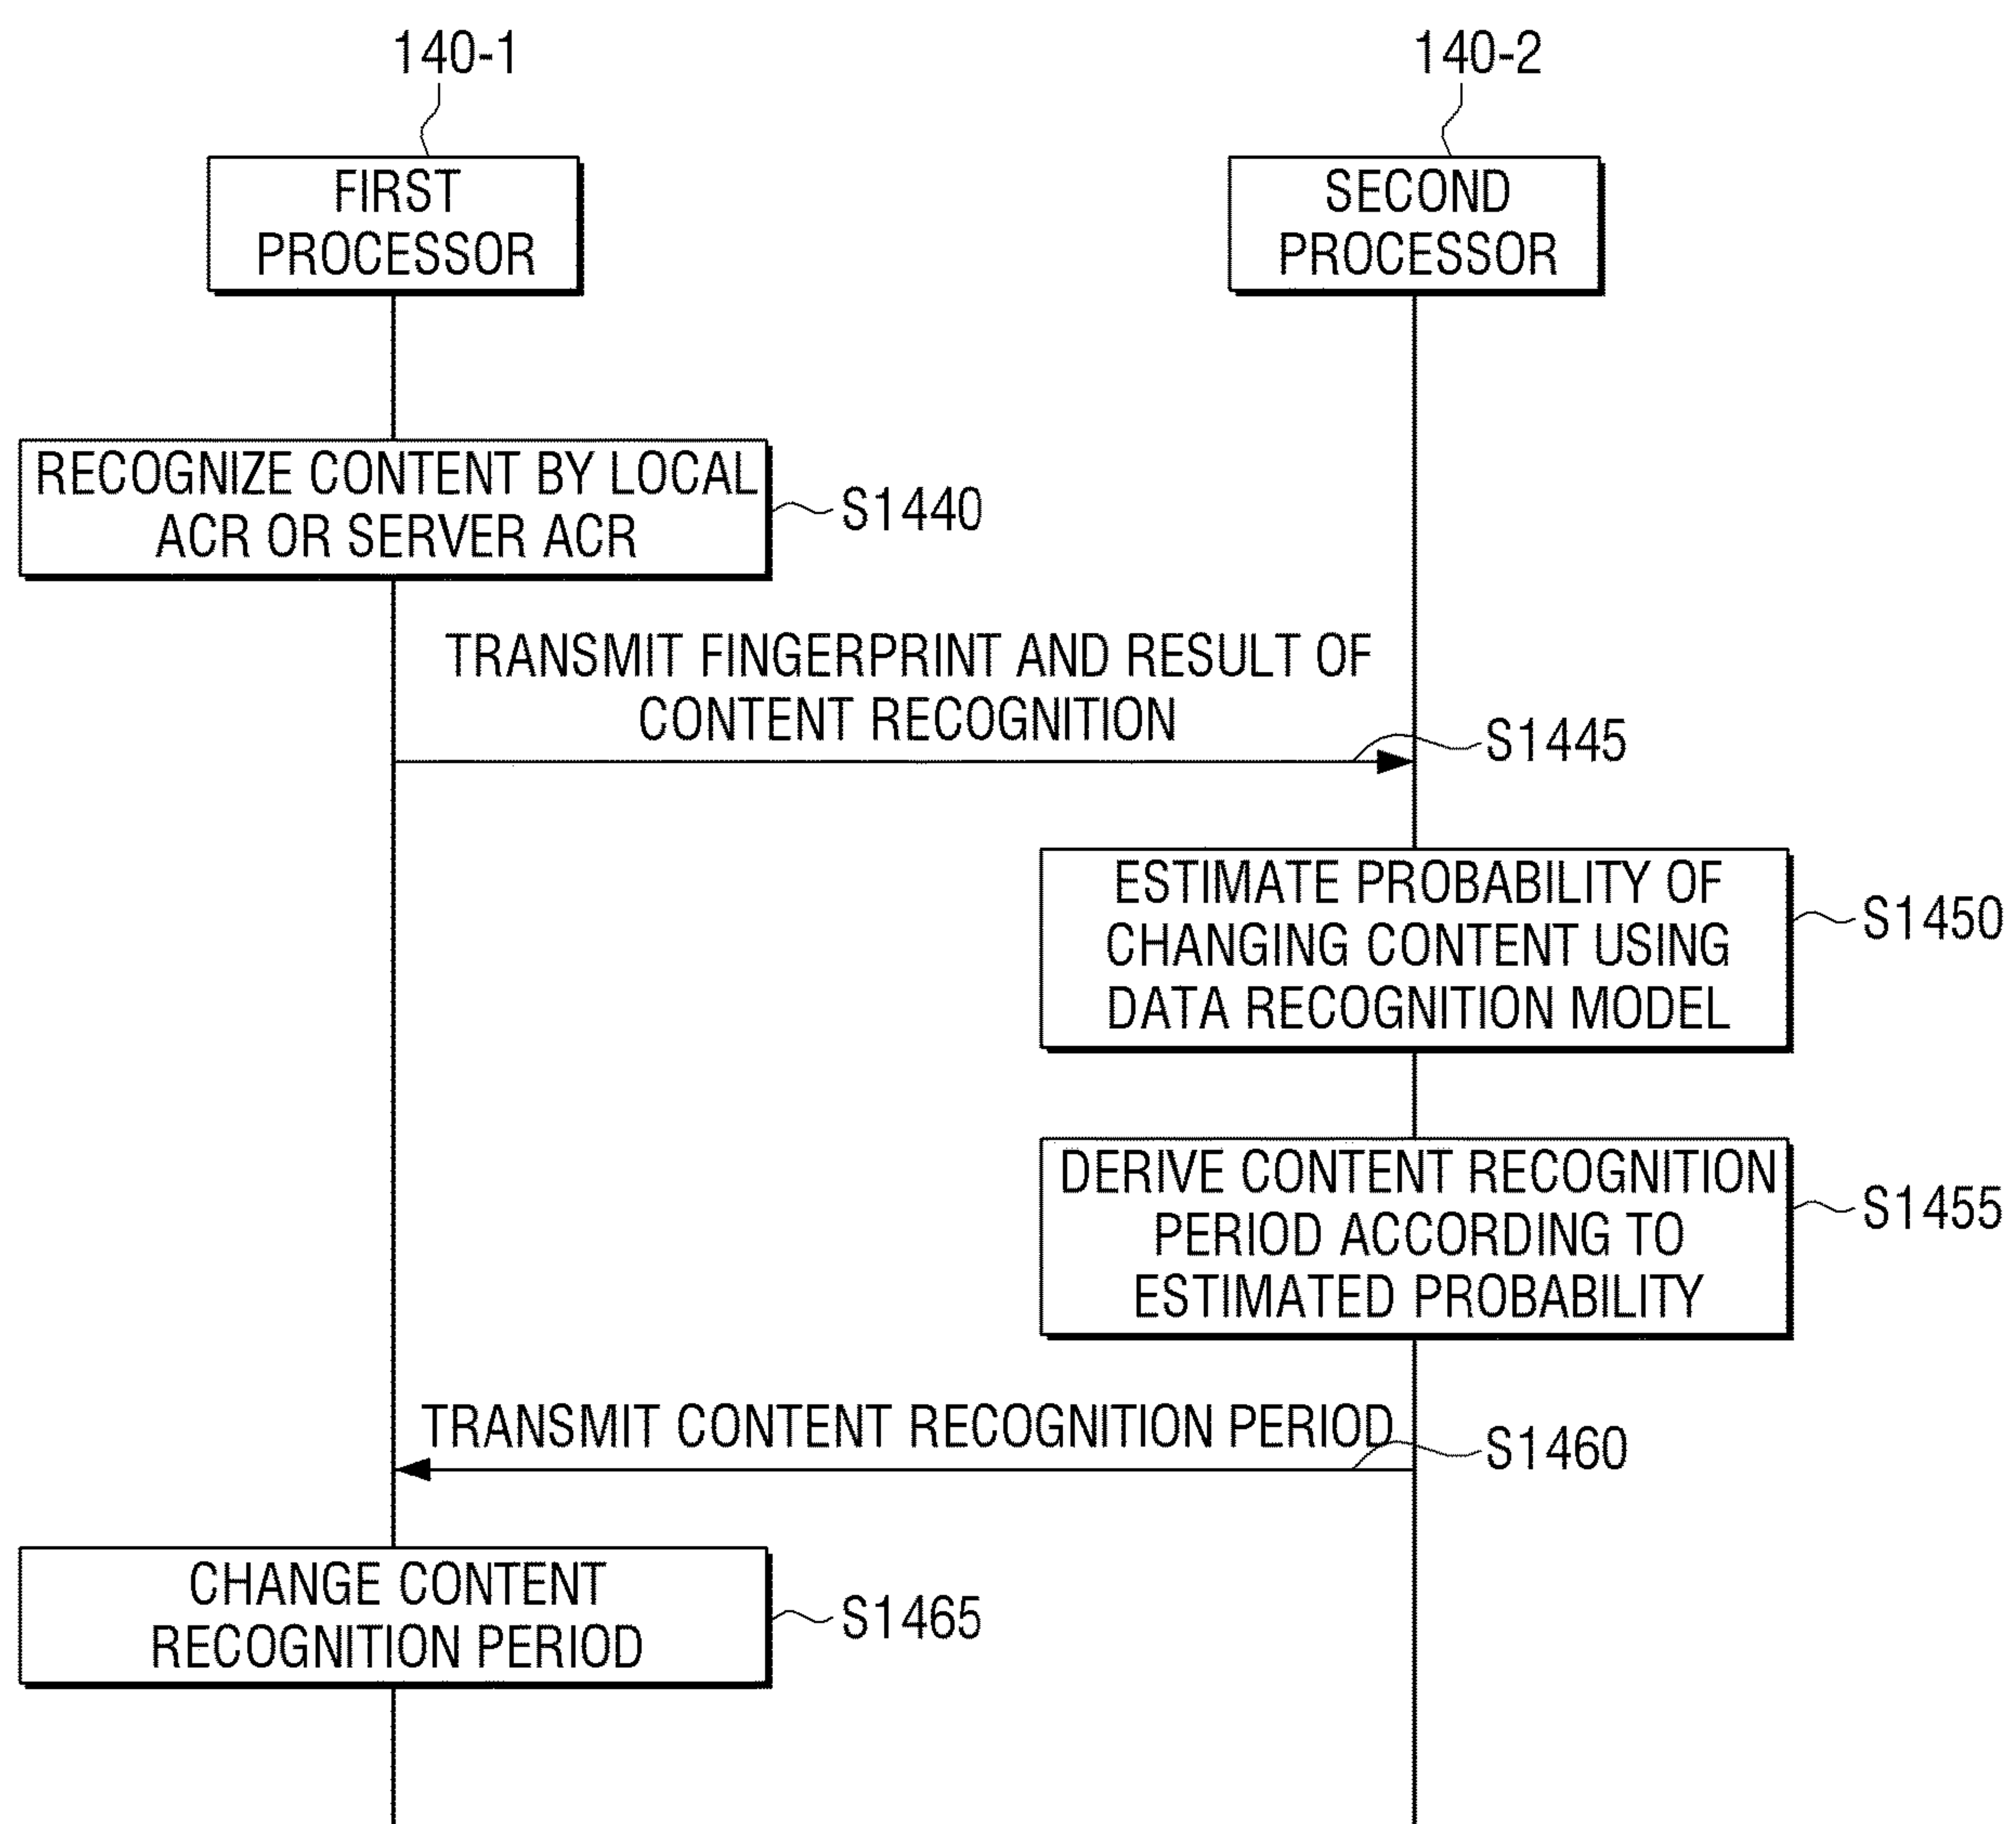 140-1
140-2
FIRST
PROCESSOR
SECOND
PROCESSOR
RECOGNIZE CONTENT BY LOCAL
ACR OR SERVER ACR
S1440
TRANSMIT FINGERPRINT AND RESULT OF
CONTENT RECOGNITION
S1445
ESTIMATE PROBABILITY OF
CHANGING CONTENT USING
DATA RECOGNITION MODEL
S1450
DERIVE CONTENT RECOGNITION
PERIOD ACCORDING TO
ESTIMATED PROBABILITY
S1455
TRANSMIT CONTENT RECOGNITION PERIOD
S1460
CHANGE CONTENT
RECOGNITION PERIOD
S1465